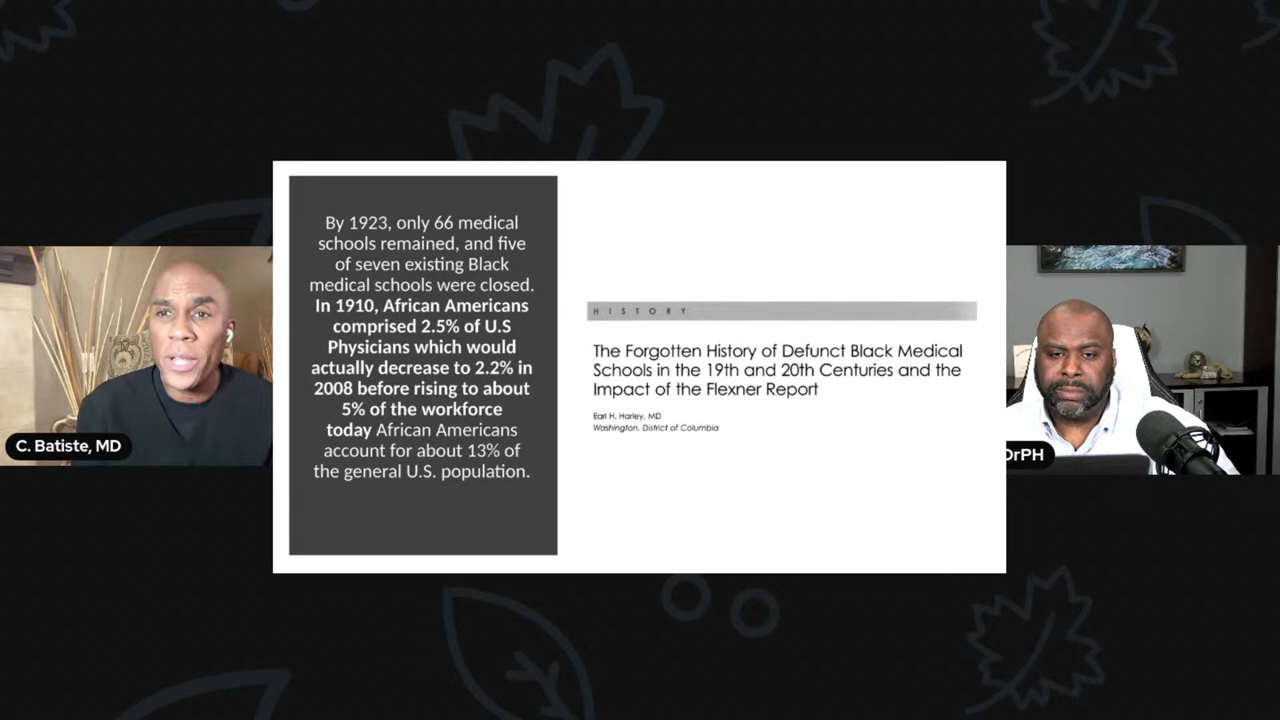 By 1923, only 66 medical
schools remained, and five
of seven existing Black
medical schools were closed.
In 1910, African Americans
comprised 2.5% of U.S
Physicians which would
actually decrease to 2.2% in
2008 before rising to about
5% of the workforce
today African Americans
account for about 13% of
the general U.S. population.
HISTORY
The Forgotten History of Defunct Black Medical
Schools in the 19th and 20th Centuries and the
Impact of the Flexner Report
Earl H. Harley, MD
Washington, District of Columbia
C. Batiste, MD
DrPH